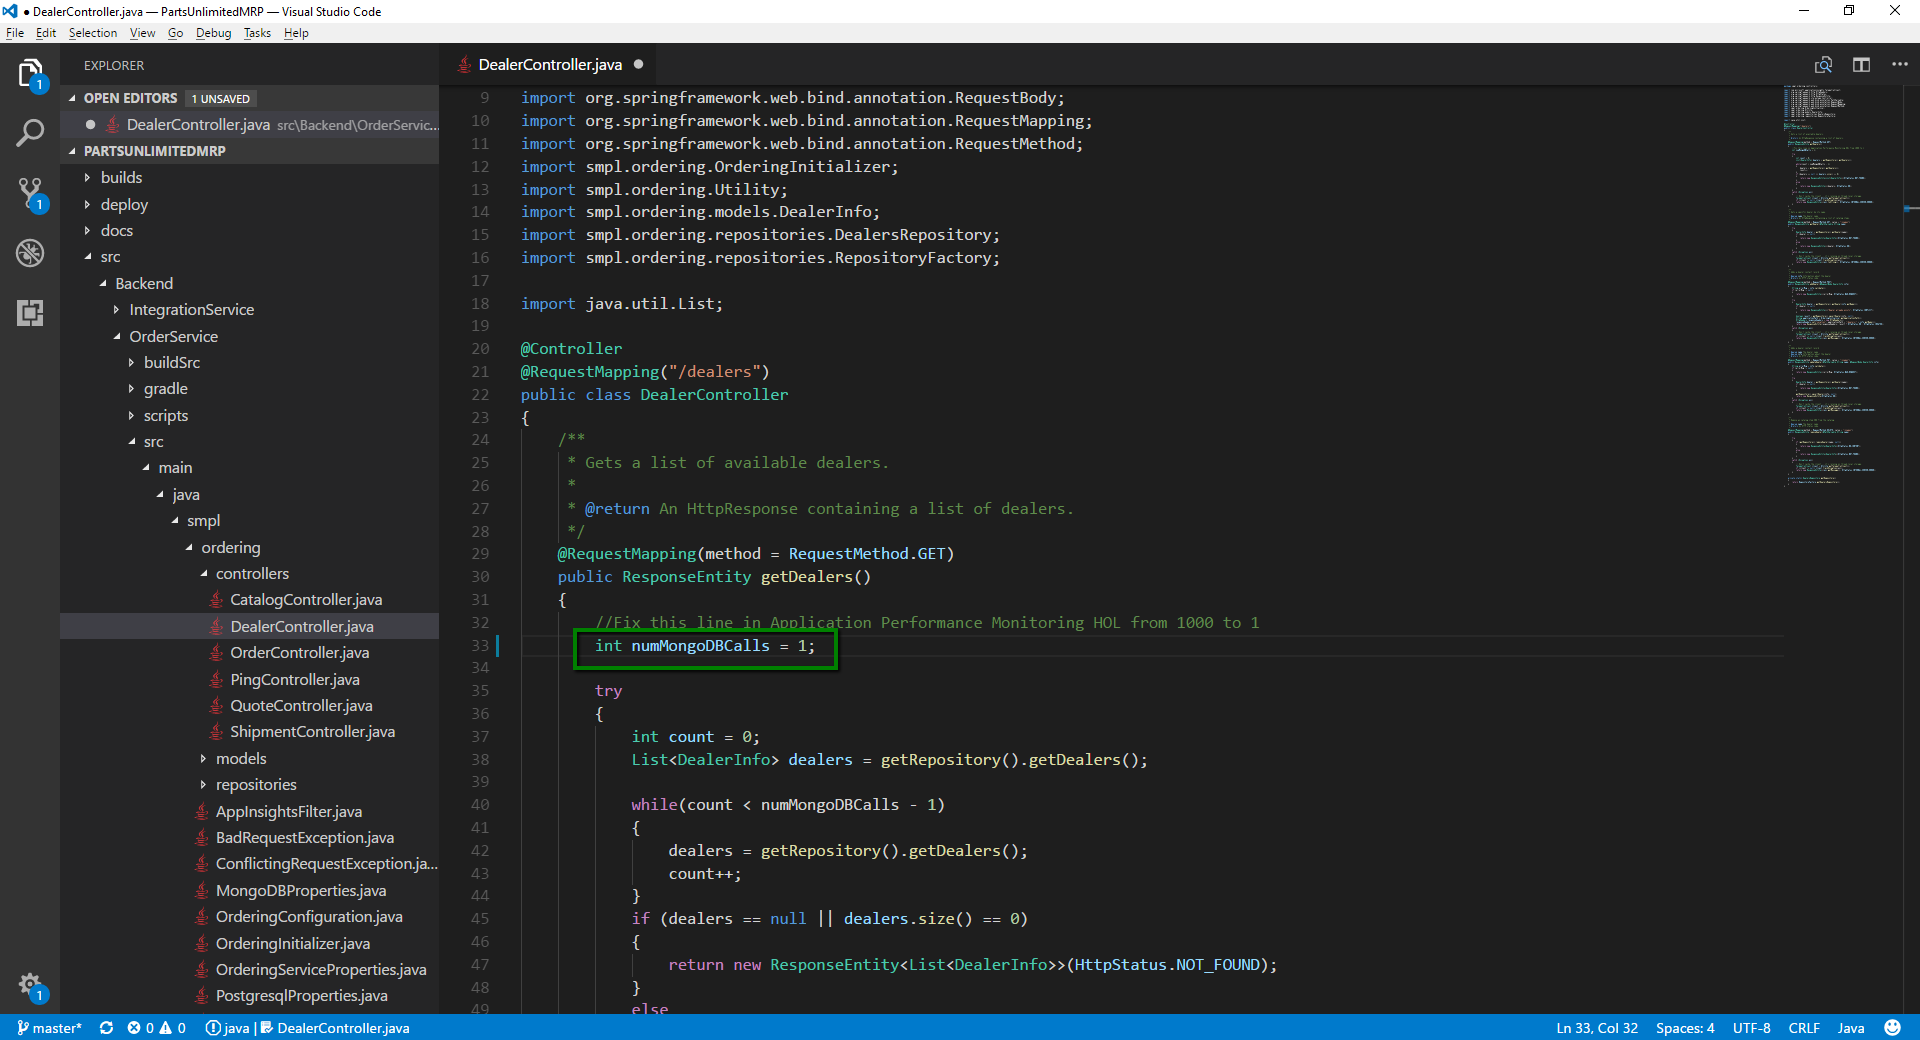 ● DealerController.java — PartsUnlimitedMRP — Visual Studio Code
File Edit Selection View Go Debug Tasks Help
1
1
1
EXPLORER
OPEN EDITORS 1 UNSAVED
DealerController.java src\Backend\OrderServic...
PARTSUNLIMITEDMRP
builds
deploy
docs
src
Backend
IntegrationService
OrderService
buildSrc
gradle
scripts
src
main
java
smpl
ordering
controllers
CatalogController.java
DealerController.java
OrderController.java
PingController.java
QuoteController.java
ShipmentController.java
models
repositories
AppInsightsFilter.java
BadRequestException.java
ConflictingRequestException.ja...
MongoDBProperties.java
OrderingConfiguration.java
OrderingInitializer.java
OrderingServiceProperties.java
PostgresqlProperties.java
DealerController.java
9 import org.springframework.web.bind.annotation.RequestBody;
10 import org.springframework.web.bind.annotation.RequestMapping;
11 import org.springframework.web.bind.annotation.RequestMethod;
12 import smpl.ordering.OrderingInitializer;
13 import smpl.ordering.Utility;
14 import smpl.ordering.models.DealerInfo;
15 import smpl.ordering.repositories.DealersRepository;
16 import smpl.ordering.repositories.RepositoryFactory;
17
18 import java.util.List;
19
20 @Controller
21 @RequestMapping("/dealers")
22 public class DealerController
23 {
24 /**
25 * Gets a list of available dealers.
26 *
27 * @return An HttpResponse containing a list of dealers.
28 */
29 @RequestMapping(method = RequestMethod.GET)
30 public ResponseEntity getDealers()
31 {
32 //Fix this line in Application Performance Monitoring HOL from 1000 to 1
33 int numMongoDBCalls = 1;
34
35 try
36 {
37 int count = 0;
38 List<DealerInfo> dealers = getRepository().getDealers();
39
40 while(count < numMongoDBCalls - 1)
41 {
42 dealers = getRepository().getDealers();
43 count++;
44 }
45 if (dealers == null || dealers.size() == 0)
46 {
47 return new ResponseEntity<List<DealerInfo>>(HttpStatus.NOT_FOUND);
48 }
49 else
master* 0 0 java | DealerController.java Ln 33, Col 32 Spaces: 4 UTF-8 CRLF Java